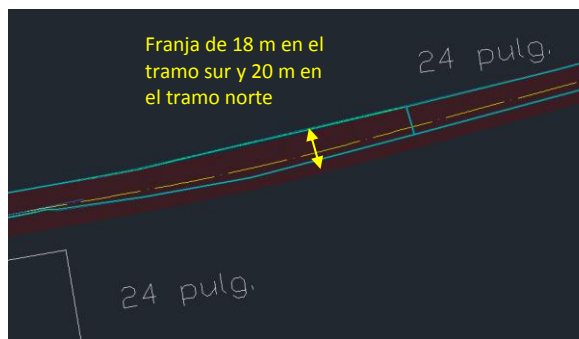 Franja de 18 m en el
tramo sur y 20 m en
el tramo norte
24 pulg.
24 pulg.